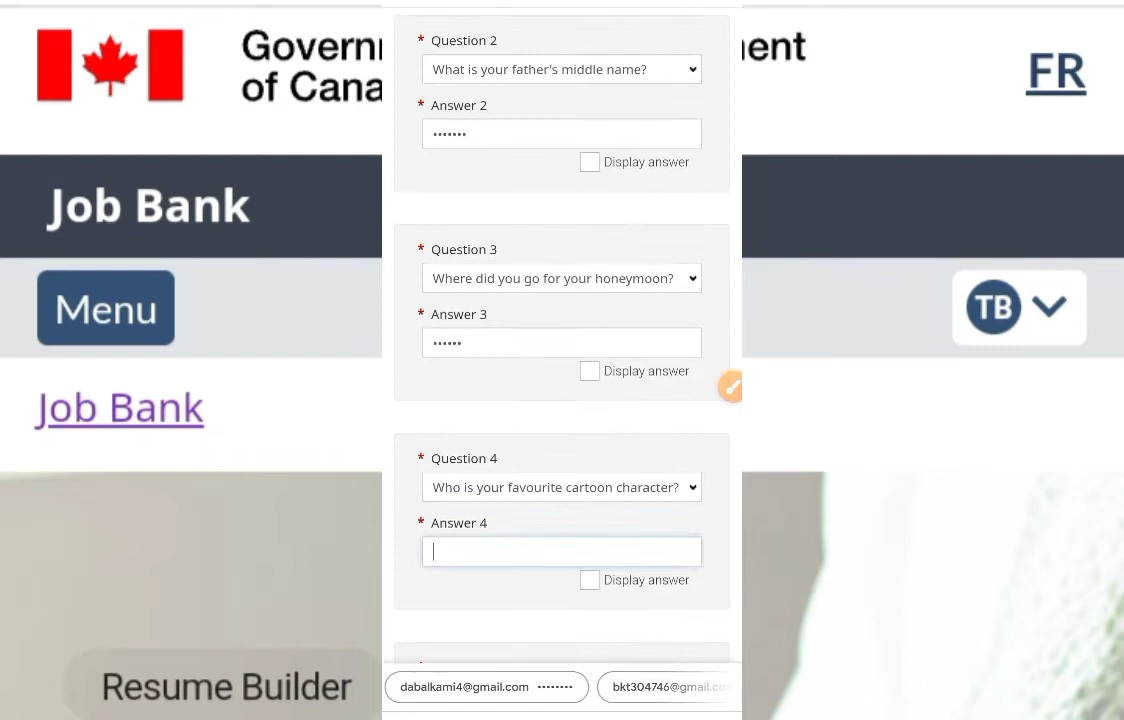 Govern
of Cana
ent
FR
Job Bank
Menu
TB
Job Bank
* Question 2
What is your father's middle name?
* Answer 2
•••••••
Display answer
* Question 3
Where did you go for your honeymoon?
* Answer 3
••••••
Display answer
* Question 4
Who is your favourite cartoon character?
* Answer 4
Display answer
Resume Builder
dabalkami4@gmail.com ••••••••
bkt304746@gmail.co